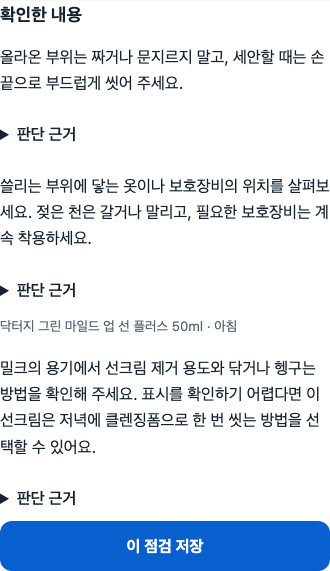 확인한 내용
올라온 부위는 짜거나 문지르지 말고, 세안할 때는 손
끝으로 부드럽게 씻어 주세요.
▶ 판단 근거
쓸리는 부위에 닿는 옷이나 보호장비의 위치를 살펴보
세요. 젖은 천은 갈거나 말리고, 필요한 보호장비는 계
속 착용하세요.
▶ 판단 근거
닥터지 그린 마일드 업 선 플러스 50ml · 아침
밀크의 용기에서 선크림 제거 용도와 닦거나 헹구는
방법을 확인해 주세요. 표시를 확인하기 어렵다면 이
선크림은 저녁에 클렌징폼으로 한 번 씻는 방법을 선
택할 수 있어요.
▶ 판단 근거
이 점검 저장